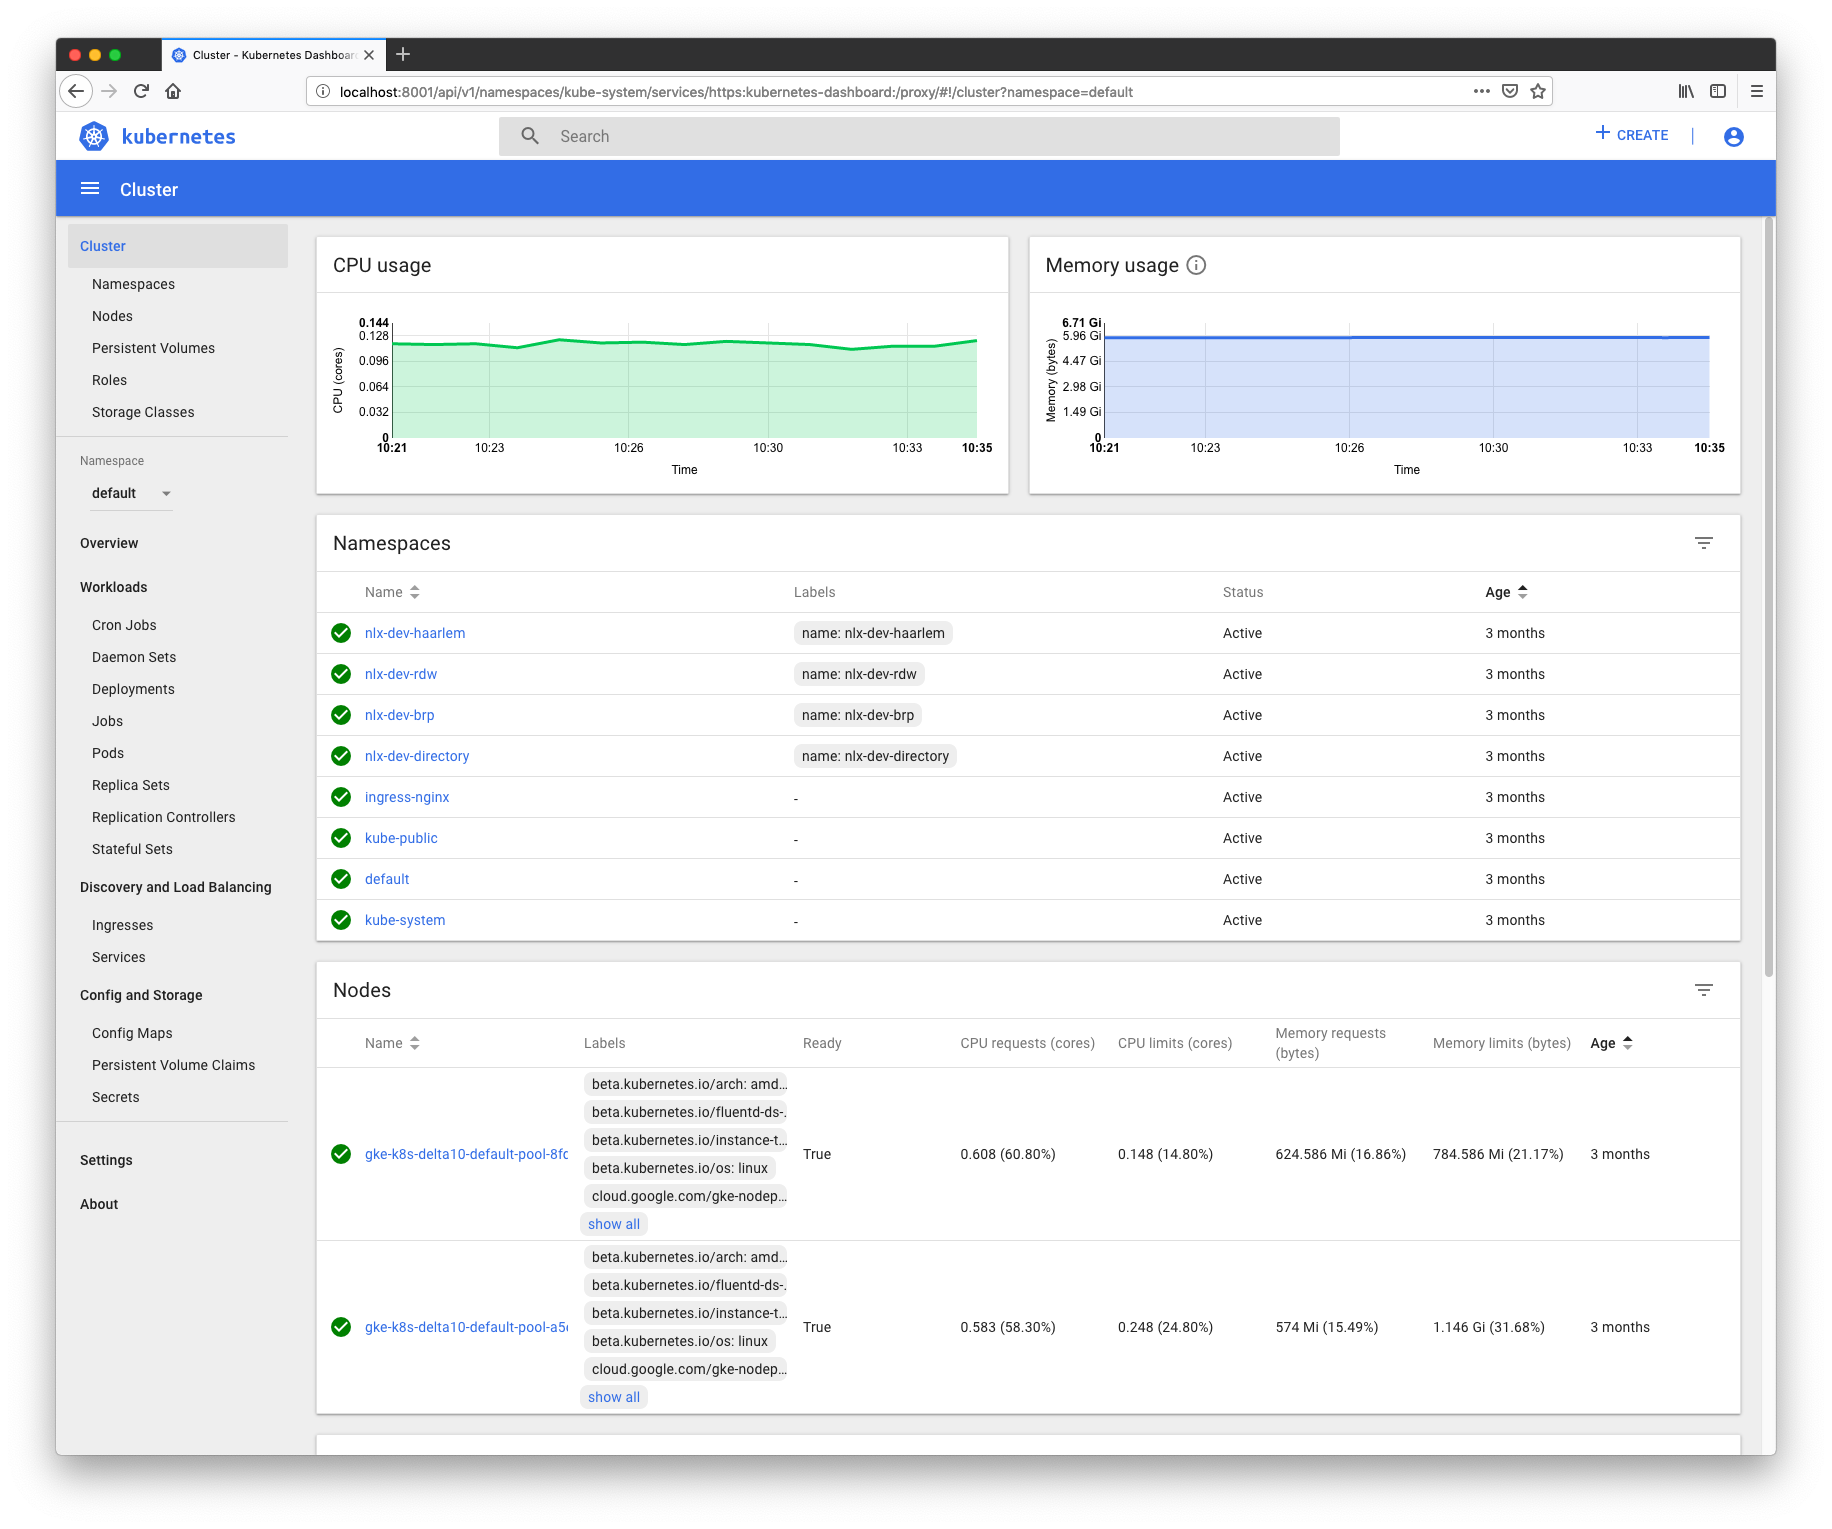 Cluster - Kubernetes Dashboar
localhost:8001/api/v1/namespaces/kube-system/services/https:kubernetes-dashboard:/proxy/#!/cluster?namespace=default
kubernetes
Search
CREATE
Cluster
Cluster
Namespaces
Nodes
Persistent Volumes
Roles
Storage Classes
Namespace
default
Overview
Workloads
Cron Jobs
Daemon Sets
Deployments
Jobs
Pods
Replica Sets
Replication Controllers
Stateful Sets
Discovery and Load Balancing
Ingresses
Services
Config and Storage
Config Maps
Persistent Volume Claims
Secrets
Settings
About
CPU usage
CPU (cores)
0.144
0.128
0.096
0.064
0.032
0
10:21 10:23 10:26 10:30 10:33 10:35
Time
Memory usage
Memory (bytes)
6.71 Gi
5.96 Gi
4.47 Gi
2.98 Gi
1.49 Gi
0
10:21 10:23 10:26 10:30 10:33 10:35
Time
Namespaces
Name Labels Status Age
nlx-dev-haarlem name: nlx-dev-haarlem Active 3 months
nlx-dev-rdw name: nlx-dev-rdw Active 3 months
nlx-dev-brp name: nlx-dev-brp Active 3 months
nlx-dev-directory name: nlx-dev-directory Active 3 months
ingress-nginx - Active 3 months
kube-public - Active 3 months
default - Active 3 months
kube-system - Active 3 months
Nodes
Name Labels Ready CPU requests (cores) CPU limits (cores) Memory requests (bytes) Memory limits (bytes) Age
beta.kubernetes.io/arch: amd...
beta.kubernetes.io/fluentd-ds-.
beta.kubernetes.io/instance-t...
gke-k8s-delta10-default-pool-8fc True 0.608 (60.80%) 0.148 (14.80%) 624.586 Mi (16.86%) 784.586 Mi (21.17%) 3 months
beta.kubernetes.io/os: linux
cloud.google.com/gke-nodep...
show all
beta.kubernetes.io/arch: amd...
beta.kubernetes.io/fluentd-ds-.
beta.kubernetes.io/instance-t...
gke-k8s-delta10-default-pool-a5 True 0.583 (58.30%) 0.248 (24.80%) 574 Mi (15.49%) 1.146 Gi (31.68%) 3 months
beta.kubernetes.io/os: linux
cloud.google.com/gke-nodep...
show all